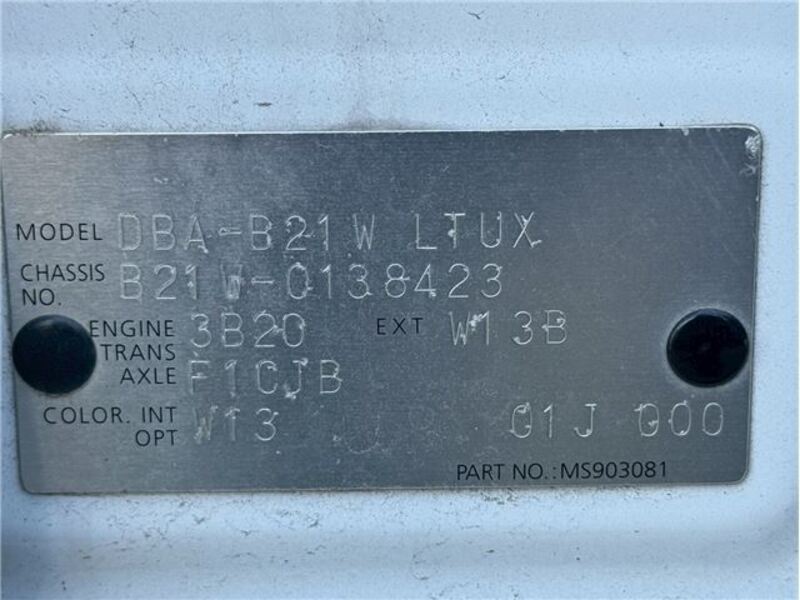 MODEL DBA-B21W LTUX
CHASSIS NO. B21W-0138423
ENGINE 3B20 EXT W13B
TRANS AXLE F1CJB
COLOR. INT OPT W13 01J 000
PART NO.: MS903081